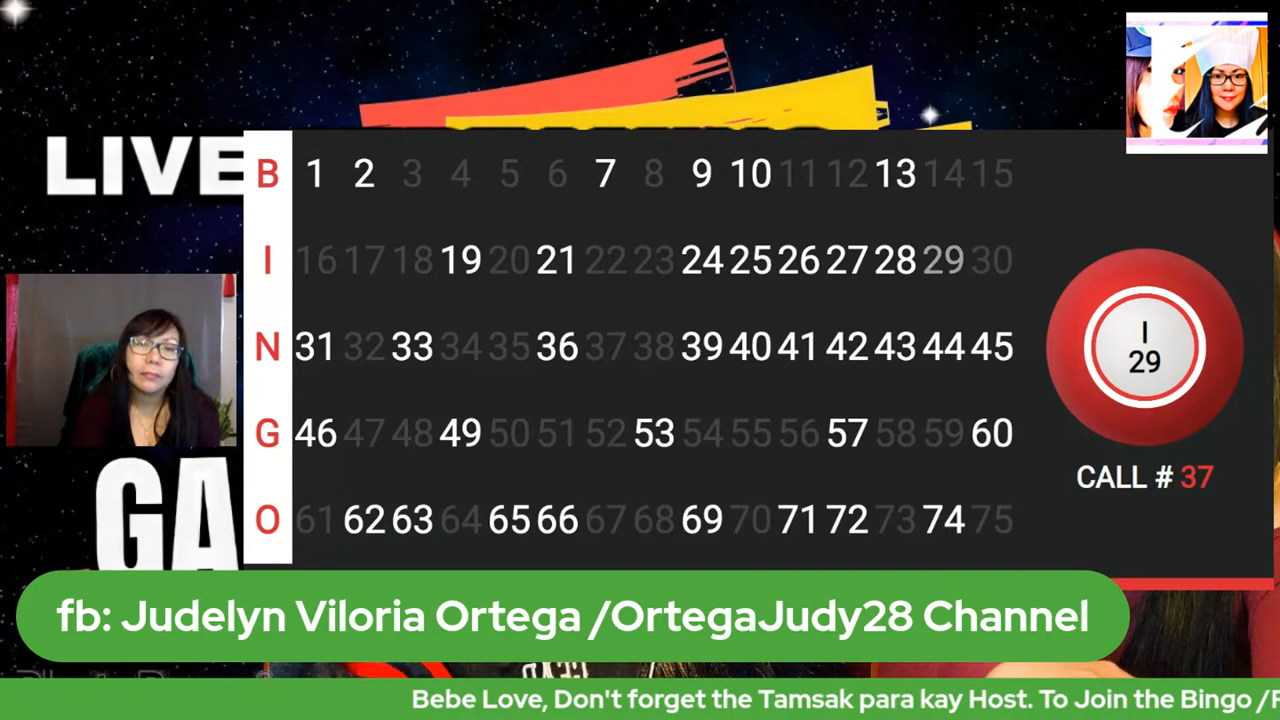 LIVE
B 1 2 3 4 5 6 7 8 9 10 11 12 13 14 15
I 16 17 18 19 20 21 22 23 24 25 26 27 28 29 30
N 31 32 33 34 35 36 37 38 39 40 41 42 43 44 45
G 46 47 48 49 50 51 52 53 54 55 56 57 58 59 60
O 61 62 63 64 65 66 67 68 69 70 71 72 73 74 75
I
29
CALL # 37
GA
fb: Judelyn Viloria Ortega /OrtegaJudy28 Channel
Bebe Love, Don't forget the Tamsak para kay Host. To Join the Bingo /